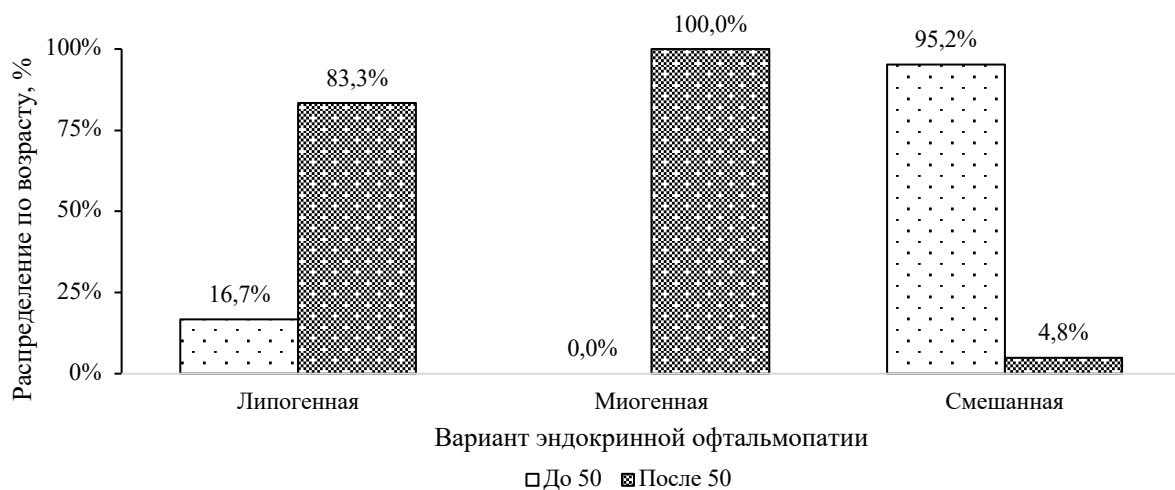 100,0%
95,2%
100%
83,3%
75%
50%
25%
16,7%
0,0%
4,8%
0%
Распределение по возрасту, %
Липогенная
Миогенная
Смешанная
Вариант эндокринной офтальмопатии
До 50
После 50